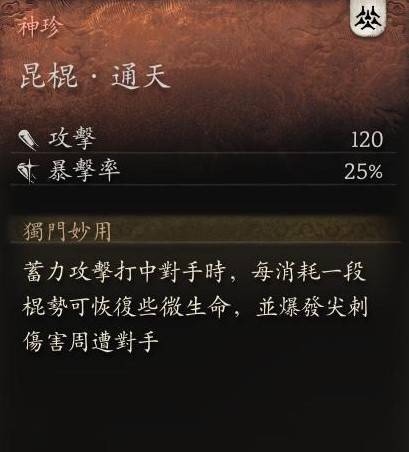 神珍
昆棍·通天
攻擊 120
暴擊率 25%
獨門妙用
蓄力攻擊打中對手時，每消耗一段
棍勢可恢復些微生命，並爆發尖刺
傷害周遭對手